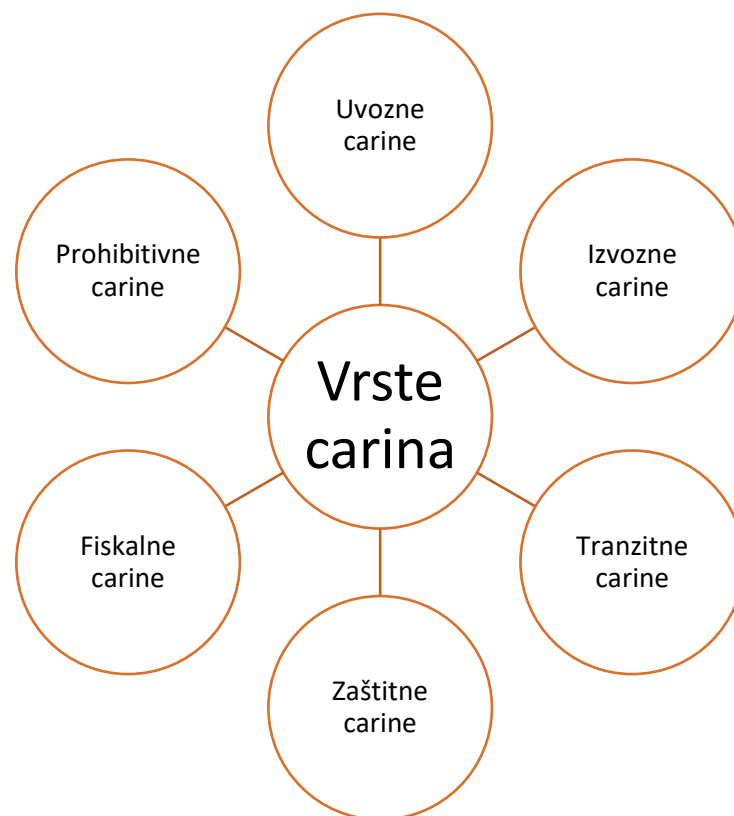 Uvozne
carine
Prohibitivne
carine
Izvozne
carine
Vrste
carina
Fiskalne
carine
Tranzitne
carine
Zaštitne
carine